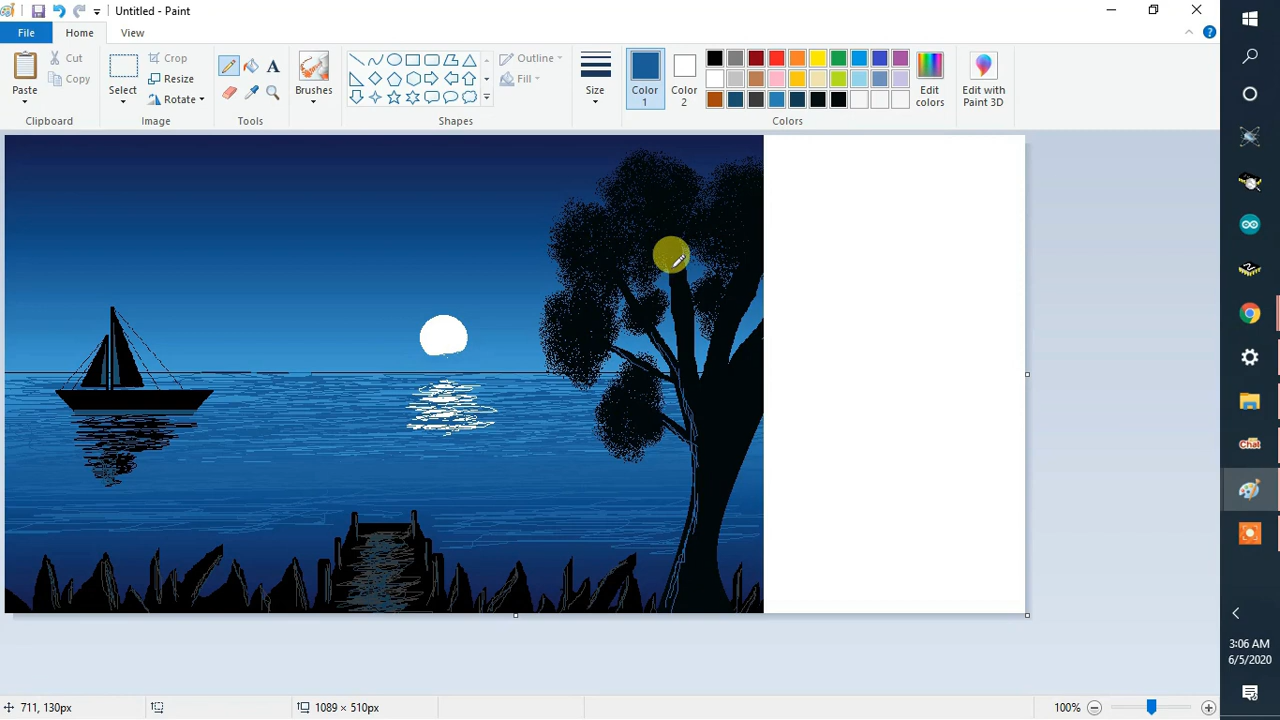 Untitled - Paint
File
Home
View
Paste
Cut
Copy
Clipboard
Select
Crop
Resize
Rotate
Image
A
Tools
Brushes
Outline
Fill
Shapes
Size
Color
1
Color
2
Edit
colors
Colors
Edit with
Paint 3D
Chat
3:06 AM
6/5/2020
711, 130px
1089 × 510px
100%